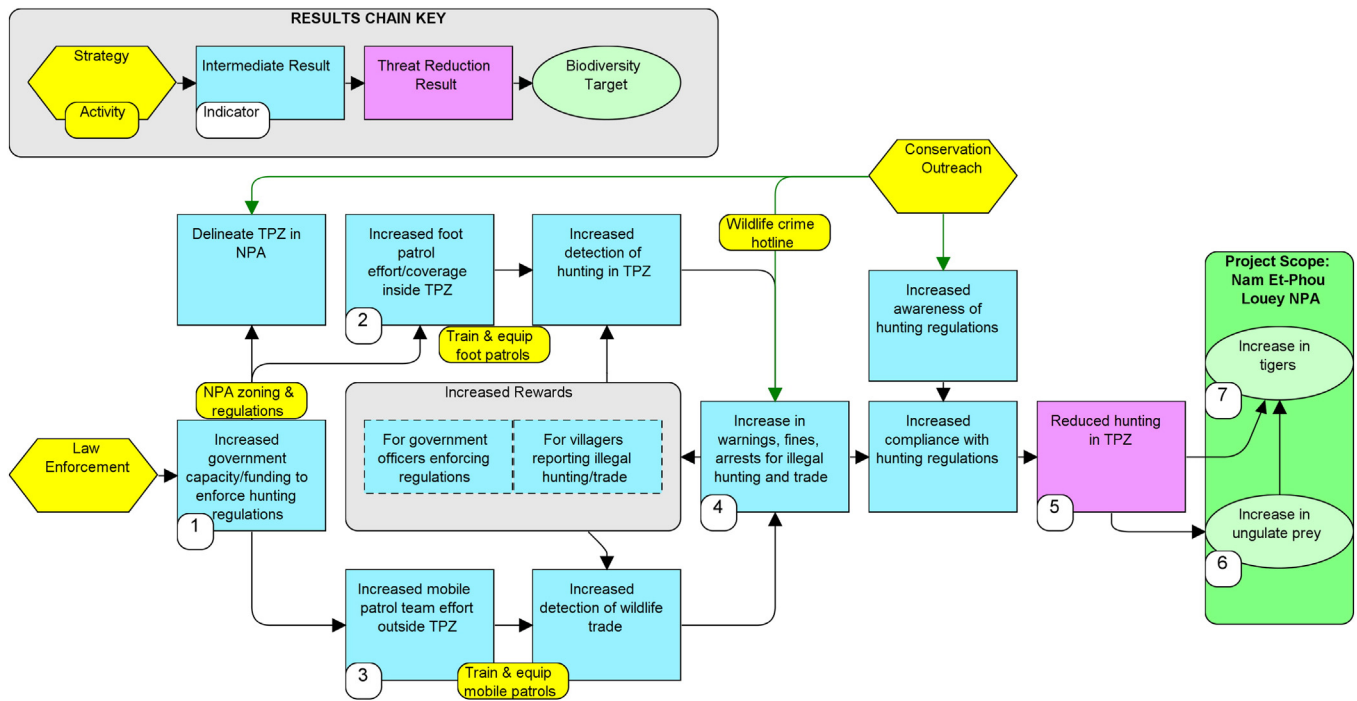 RESULTS CHAIN KEY
Strategy
Activity
Intermediate Result
Indicator
Threat Reduction
Result
Biodiversity
Target
Conservation
Outreach
Wildlife crime
hotline
Delineate TPZ in
NPA
Increased foot
patrol
effort/coverage
inside TPZ
2
Train & equip
foot patrols
Increased
detection of
hunting in TPZ
Increased
awareness of
hunting regulations
Project Scope:
Nam Et-Phou
Louey NPA
Increase in
tigers
7
NPA zoning &
regulations
Law
Enforcement
Increased
government
capacity/funding to
enforce hunting
regulations
1
Increased Rewards
For government
officers enforcing
regulations
For villagers
reporting illegal
hunting/trade
Increase in
warnings, fines,
arrests for illegal
hunting and trade
4
Increased
compliance with
hunting regulations
Reduced hunting
in TPZ
5
Increase in
ungulate prey
6
Increased mobile
patrol team effort
outside TPZ
3
Train & equip
mobile patrols
Increased
detection of wildlife
trade